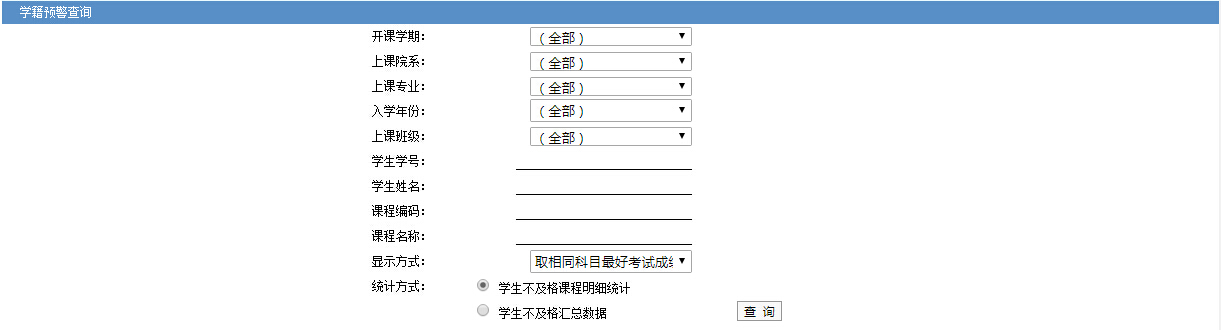 学籍预警查询
开课学期： （全部）
上课院系： （全部）
上课专业： （全部）
入学年份： （全部）
上课班级： （全部）
学生学号：
学生姓名：
课程编码：
课程名称：
显示方式： 取相同科目最好考试成
统计方式： 学生不及格课程明细统计
学生不及格汇总数据 查 询